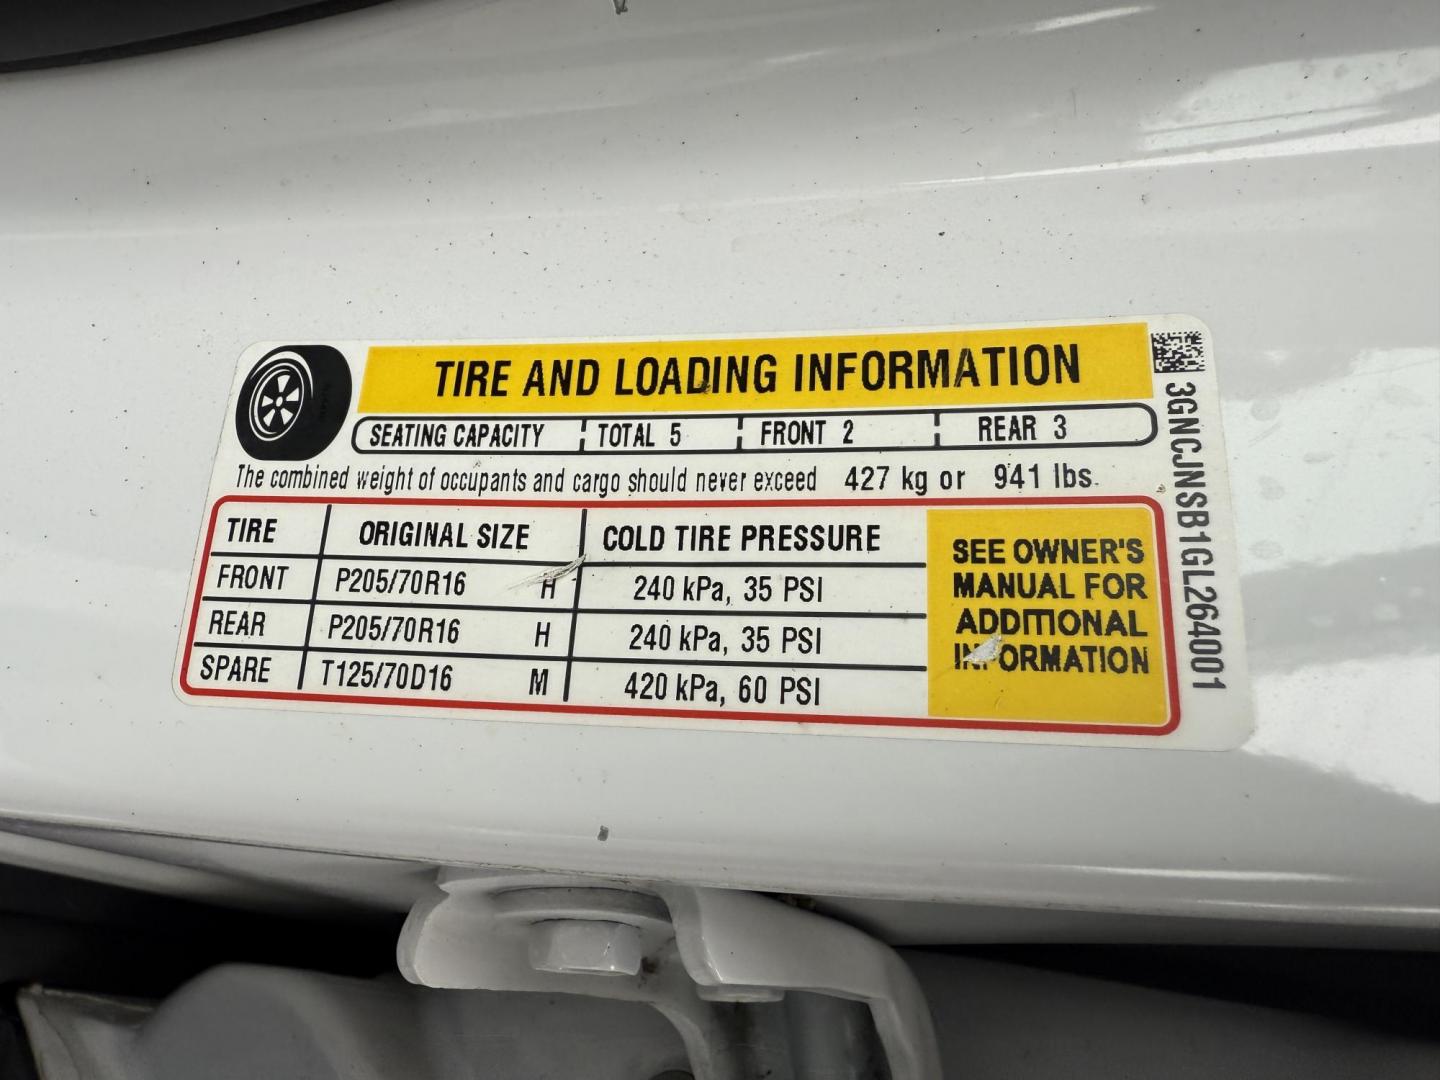 TIRE AND LOADING INFORMATION
SEATING CAPACITY TOTAL 5 FRONT 2 REAR 3
The combined weight of occupants and cargo should never exceed 427 kg or 941 lbs.
TIRE ORIGINAL SIZE COLD TIRE PRESSURE
FRONT P205/70R16 H 240 kPa, 35 PSI
REAR P205/70R16 H 240 kPa, 35 PSI
SPARE T125/70D16 M 420 kPa, 60 PSI
SEE OWNER'S
MANUAL FOR
ADDITIONAL
INFORMATION
3GNCJNSB1GL264001